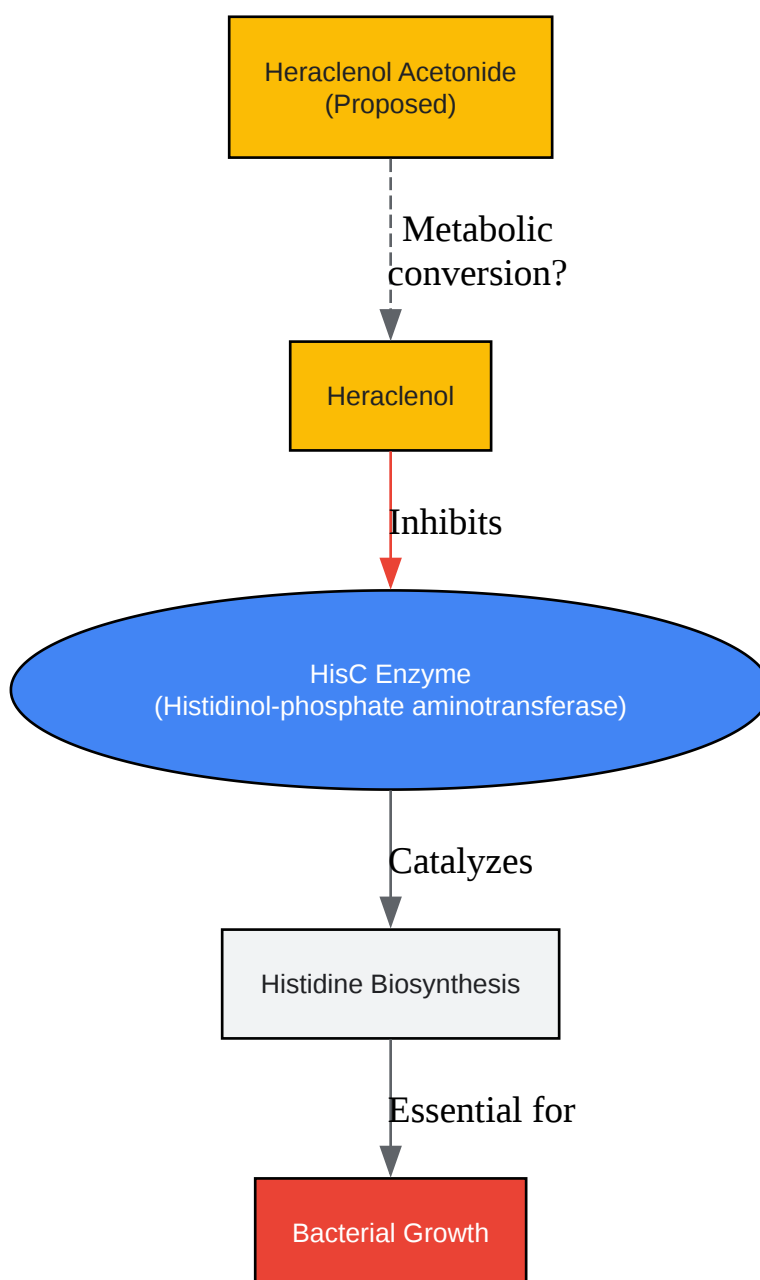 Heraclenol Acetonide
(Proposed)
Metabolic
conversion?
Heraclenol
Inhibits
HisC Enzyme
(Histidinol-phosphate aminotransferase)
Catalyzes
Histidine Biosynthesis
Essential for
Bacterial Growth